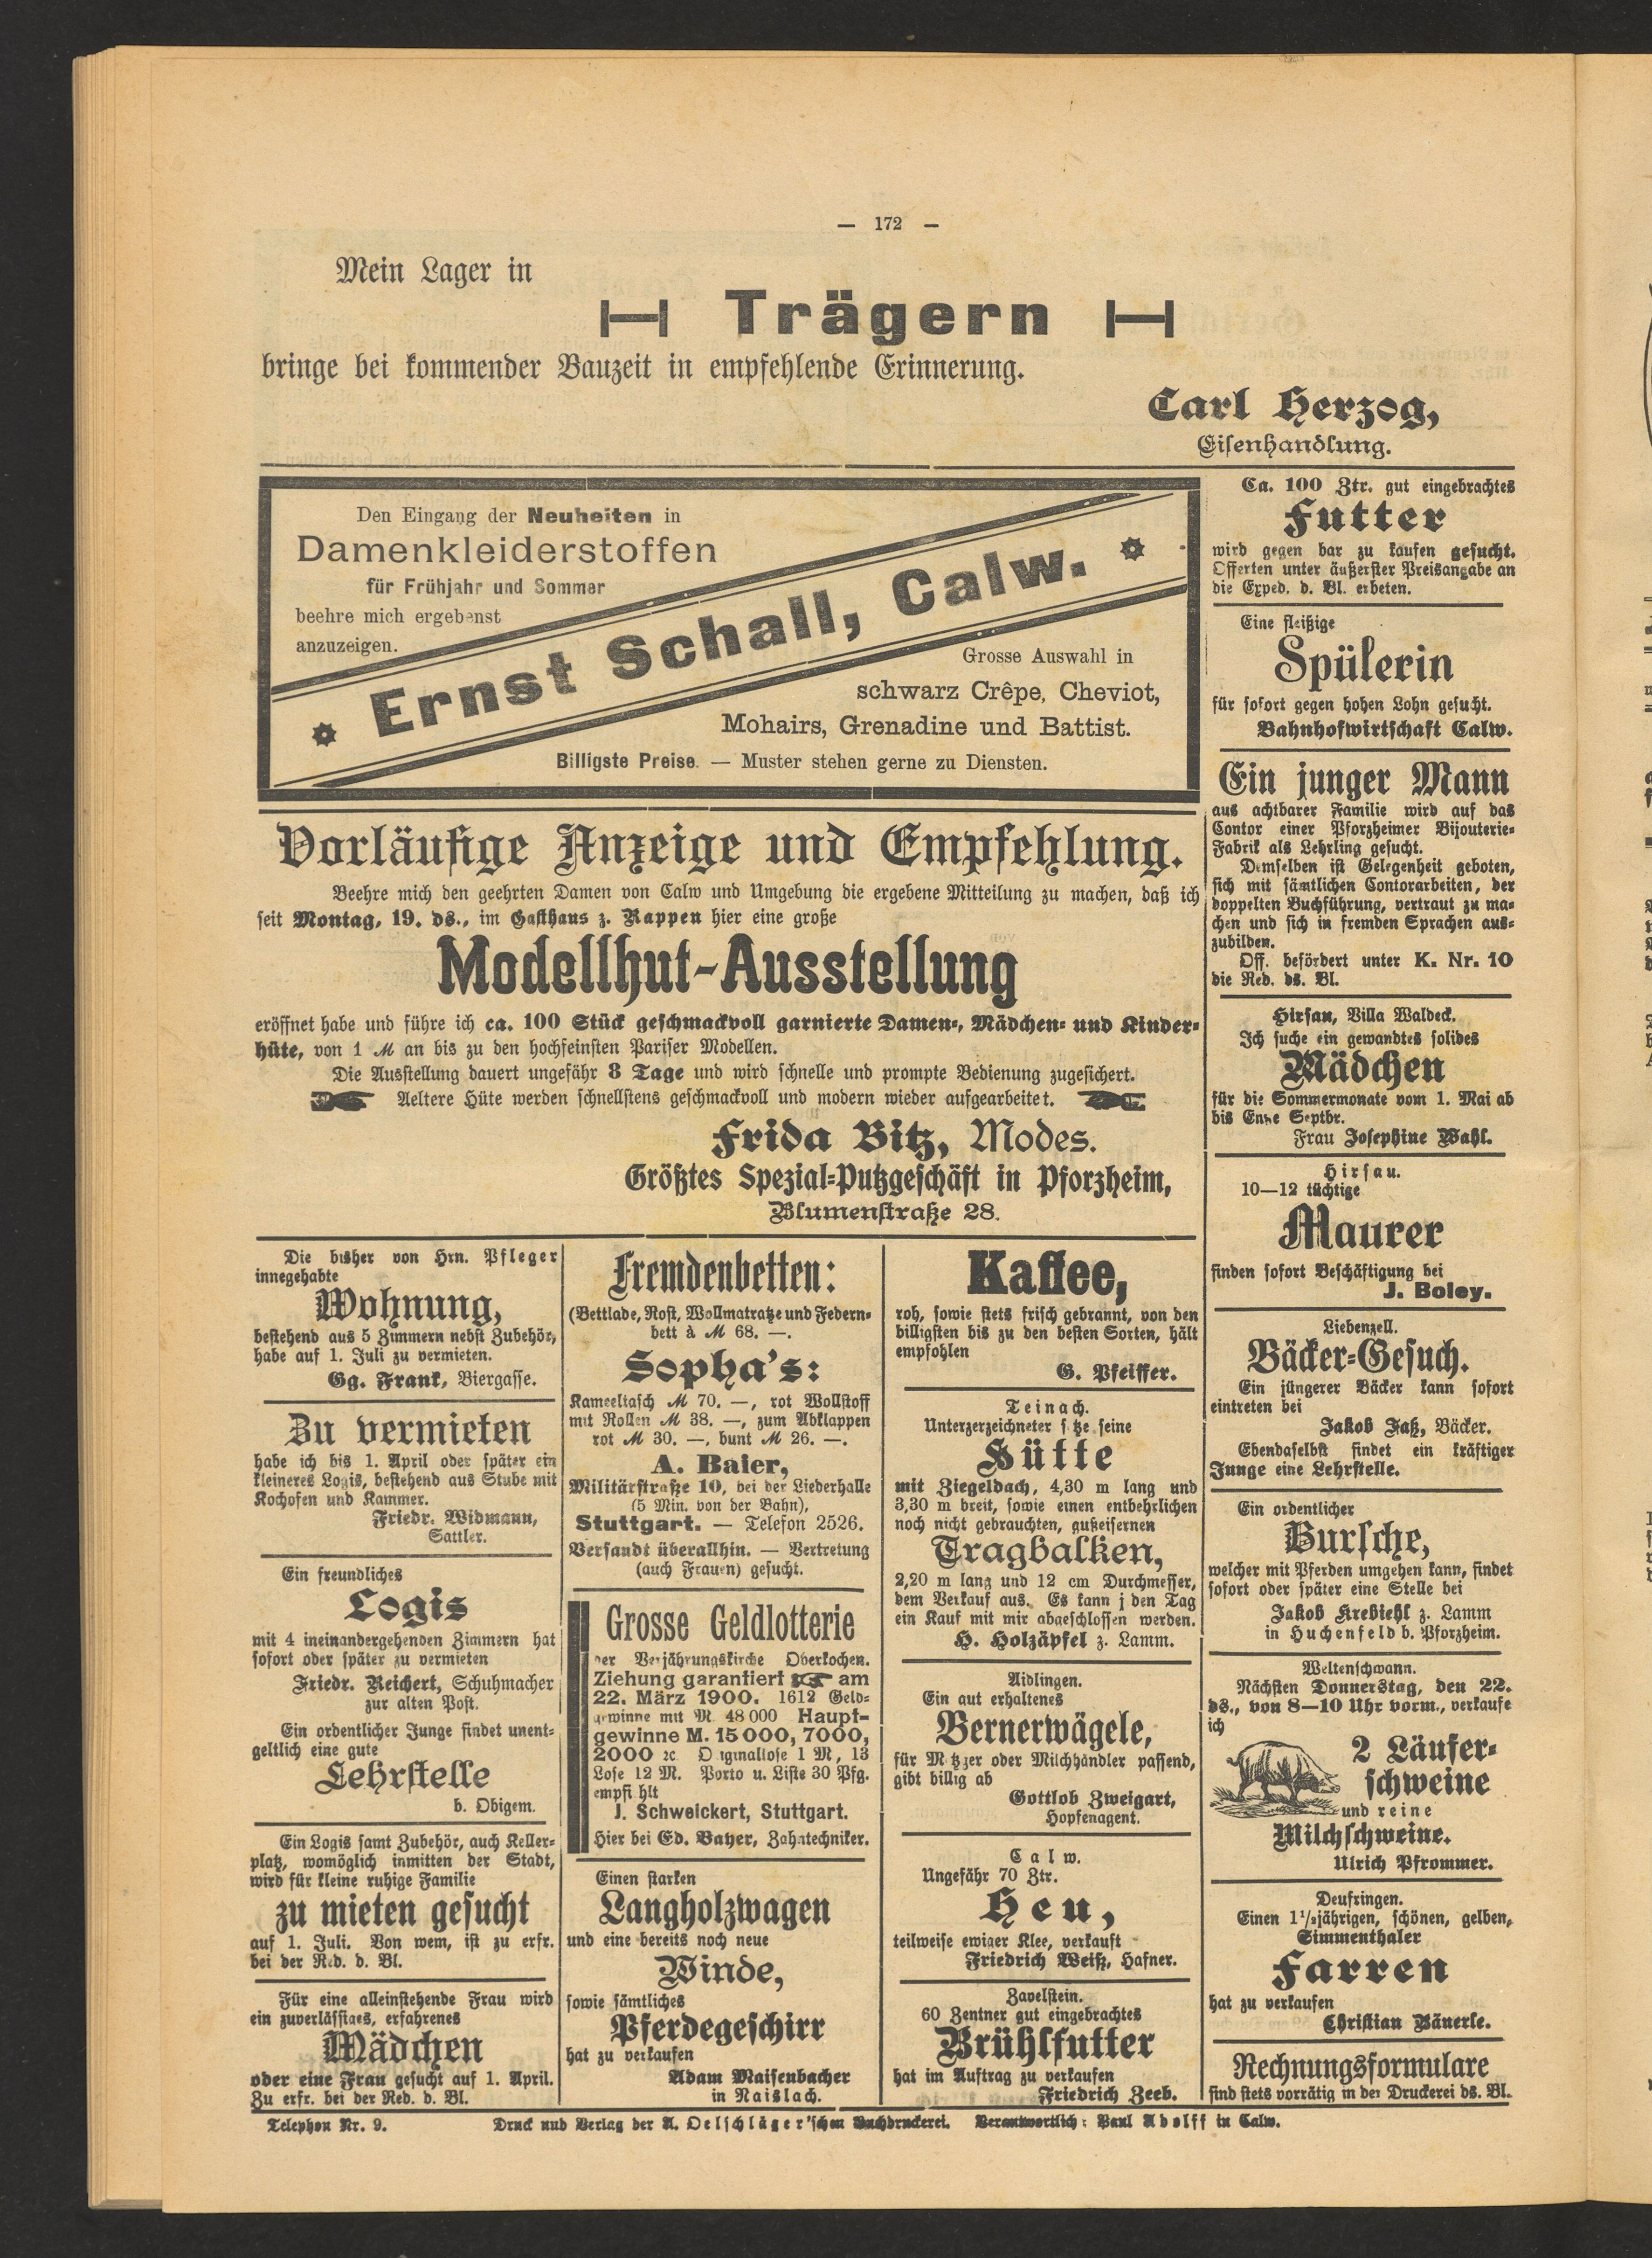 — 172 —
Mein Lager in
Trägern
bringe bei kommender Bauzeit in empfehlende Erinnerung.
Carl Herzog,
Eisenhandlung.
Den Eingang der Neuheiten in
Damenkleiderstoffen
für Frühjahr und Sommer
beehre mich ergebenst
anzuzeigen.
Ernst Schall, Calw.
Grosse Auswahl in
schwarz Crêpe, Cheviot,
Mohairs, Grenadine und Battist.
Billigste Preise. — Muster stehen gerne zu Diensten.
Vorläufige Anzeige und Empfehlung.
Beehre mich den geehrten Damen von Calw und Umgebung die ergebene Mitteilung zu machen, daß ich
seit Montag, 19. ds., im Gasthaus z. Rappen hier eine große
Modellhut-Ausstellung
eröffnet habe und führe ich ca. 100 Stück geschmackvoll garnierte Damen-, Mädchen- und Kinder-
hüte, von 1 M an bis zu den hochfeinsten Pariser Modellen.
Die Ausstellung dauert ungefähr 8 Tage und wird schnelle und prompte Bedienung zugesichert.
Aeltere Hüte werden schnellstens geschmackvoll und modern wieder aufgearbeitet.
Frida Bitz, Modes.
Größtes Spezial-Putzgeschäft in Pforzheim,
Blumenstraße 28.
Die bisher von Hrn. Pfleger
innegehabte
Wohnung,
bestehend aus 5 Zimmern nebst Zubehör,
habe auf 1. Juli zu vermieten.
Gg. Frank, Biergasse.
Zu vermieten
habe ich bis 1. April oder später ein
kleineres Logis, bestehend aus Stube mit
Kochofen und Kammer.
Friedr. Widmann,
Sattler.
Ein freundliches
Logis
mit 4 ineinandergehenden Zimmern hat
sofort oder später zu vermieten
Friedr. Reichert, Schuhmacher
zur alten Post.
Ein ordentlicher Junge findet unent-
geltlich eine gute
Lehrstelle
b. Obigem.
Ein Logis samt Zubehör, auch Keller-
platz, womöglich inmitten der Stadt,
wird für kleine ruhige Familie
zu mieten gesucht
auf 1. Juli. Von wem, ist zu erfr.
bei der Red. d. Bl.
Für eine alleinstehende Frau wird
ein zuverlässiges, erfahrenes
Mädchen
oder eine Frau gesucht auf 1. April.
Zu erfr. bei der Red. d. Bl.
Fremdenbetten:
(Bettlade, Rost, Wollmatratze und Federn-
bett à M 68. —.
Sopha's:
Kameeltasch M 70. —, rot Wollstoff
mit Rollen M 38. —, zum Abklappen
rot M 30. —, bunt M 26. —.
A. Baier,
Militärstraße 10, bei der Liederhalle
(5 Min. von der Bahn),
Stuttgart. — Telefon 2526.
Versandt überallhin. — Vertretung
(auch Frauen) gesucht.
Grosse Geldlotterie
der Verjährungskirche Oberkochen.
Ziehung garantiert am
22. März 1900. 1612 Geld-
gewinne mit M. 48 000 Haupt-
gewinne M. 15 000, 7000,
2000 ꝛc. Originallose 1 M, 13
Lose 12 M. Porto u. Liste 30 Pfg.
empfi hlt
J. Schweickert, Stuttgart.
Hier bei Ed. Bayer, Zahntechniker.
Einen starken
Langholzwagen
und eine bereits noch neue
Winde,
sowie sämtliches
Pferdegeschirr
hat zu verkaufen
Adam Maisenbacher
in Naislach.
Kaffee,
roh, sowie stets frisch gebrannt, von den
billigsten bis zu den besten Sorten, hält
empfohlen
G. Pfeiffer.
Teinach.
Unterzerzeichneter setze seine
Hütte
mit Ziegeldach, 4,30 m lang und
3,30 m breit, sowie einen entbehrlichen
noch nicht gebrauchten, gußeisernen
Tragbalken,
2,20 m lang und 12 cm Durchmesser,
dem Verkauf aus. Es kann j den Tag
ein Kauf mit mir abgeschlossen werden.
H. Holzäpfel z. Lamm.
Aidlingen.
Ein gut erhaltenes
Bernerwägele,
für Metzger oder Milchhändler passend,
gibt billig ab
Gottlob Zweigart,
Hopfenagent.
Calw.
Ungefähr 70 Ztr.
Heu,
teilweise ewiger Klee, verkauft
Friedrich Weiß, Hafner.
Zavelstein.
60 Zentner gut eingebrachtes
Brühlfutter
hat im Auftrag zu verkaufen
Friedrich Zeeb.
Ca. 100 Ztr. gut eingebrachtes
Futter
wird gegen bar zu kaufen gesucht.
Offerten unter äußerster Preisangabe an
die Exped. d. Bl. erbeten.
Eine fleißige
Spülerin
für sofort gegen hohen Lohn gesucht.
Bahnhofwirtschaft Calw.
Ein junger Mann
aus achtbarer Familie wird auf das
Contor einer Pforzheimer Bijouterie-
Fabrik als Lehrling gesucht.
Demselben ist Gelegenheit geboten,
sich mit sämtlichen Contorarbeiten, der
doppelten Buchführung, vertraut zu ma-
chen und sich in fremden Sprachen aus-
zubilden.
Off. befördert unter K. Nr. 10
die Red. ds. Bl.
Hirsau, Villa Waldeck.
Ich suche ein gewandtes solides
Mädchen
für die Sommermonate vom 1. Mai ab
bis Ende Septbr.
Frau Josephine Wahl.
Hirsau.
10—12 tüchtige
Maurer
finden sofort Beschäftigung bei
J. Boley.
Liebenzell.
Bäcker-Gesuch.
Ein jüngerer Bäcker kann sofort
eintreten bei
Jakob Faß, Bäcker.
Ebendaselbst findet ein kräftiger
Junge eine Lehrstelle.
Ein ordentlicher
Bursche,
welcher mit Pferden umgehen kann, findet
sofort oder später eine Stelle bei
Jakob Krebiehl z. Lamm
in Huchenfeld b. Pforzheim.
Weltenschwann.
Nächsten Donnerstag, den 22.
ds., von 8—10 Uhr vorm., verkaufe
ich
2 Läufer-
schweine
und reine
Milchschweine.
Ulrich Pfrommer.
Deufringen.
Einen 1 1/2jährigen, schönen, gelben,
Simmenthaler
Farren
hat zu verkaufen
Christian Bäuerle.
Rechnungsformulare
sind stets vorrätig in der Druckerei ds. Bl.
Telephon Nr. 9.
Druck und Verlag der A. Oelschläger'schen Buchdruckerei. Verantwortlich: Paul Adolff in Calw.